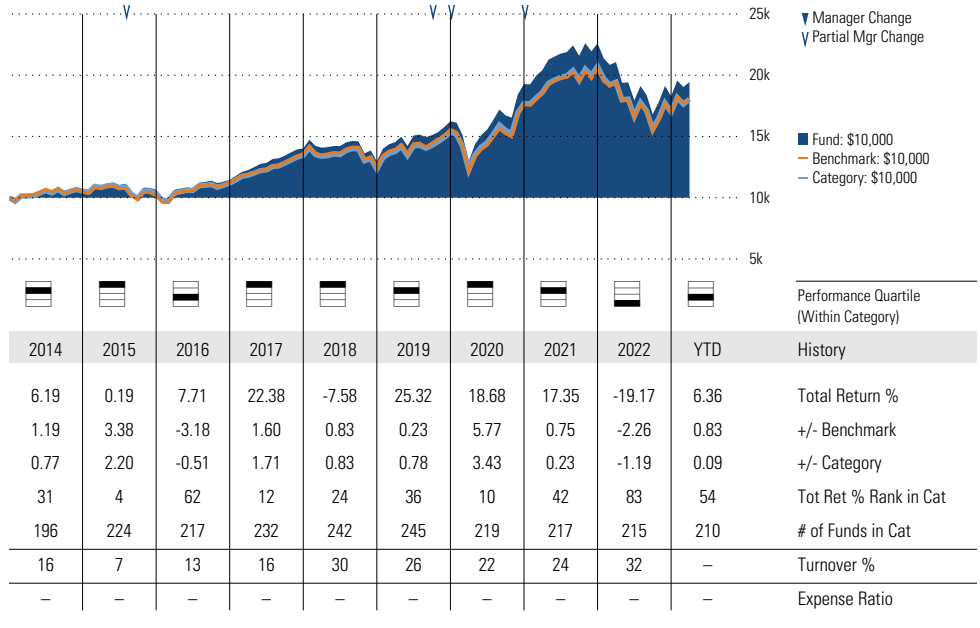 25k
▼ Manager Change
Partial Mgr Change
20k
15k
Fund: $10,000
Benchmark: $10,000
Category: $10,000
10k
5k
Performance Quartile
(Within Category)
2014 2015 2016 2017 2018 2019 2020 2021 2022 YTD History
6.19 0.19 7.71 22.38 -7.58 25.32 18.68 17.35 -19.17 6.36 Total Return %
1.19 3.38 -3.18 1.60 0.83 0.23 5.77 0.75 -2.26 0.83 +/- Benchmark
0.77 2.20 -0.51 1.71 0.83 0.78 3.43 0.23 -1.19 0.09 +/- Category
31 4 62 12 24 36 10 42 83 54 Tot Ret % Rank in Cat
196 224 217 232 242 245 219 217 215 210 # of Funds in Cat
16 7 13 16 30 26 22 24 32 – Turnover %
– – – – – – – – – – Expense Ratio